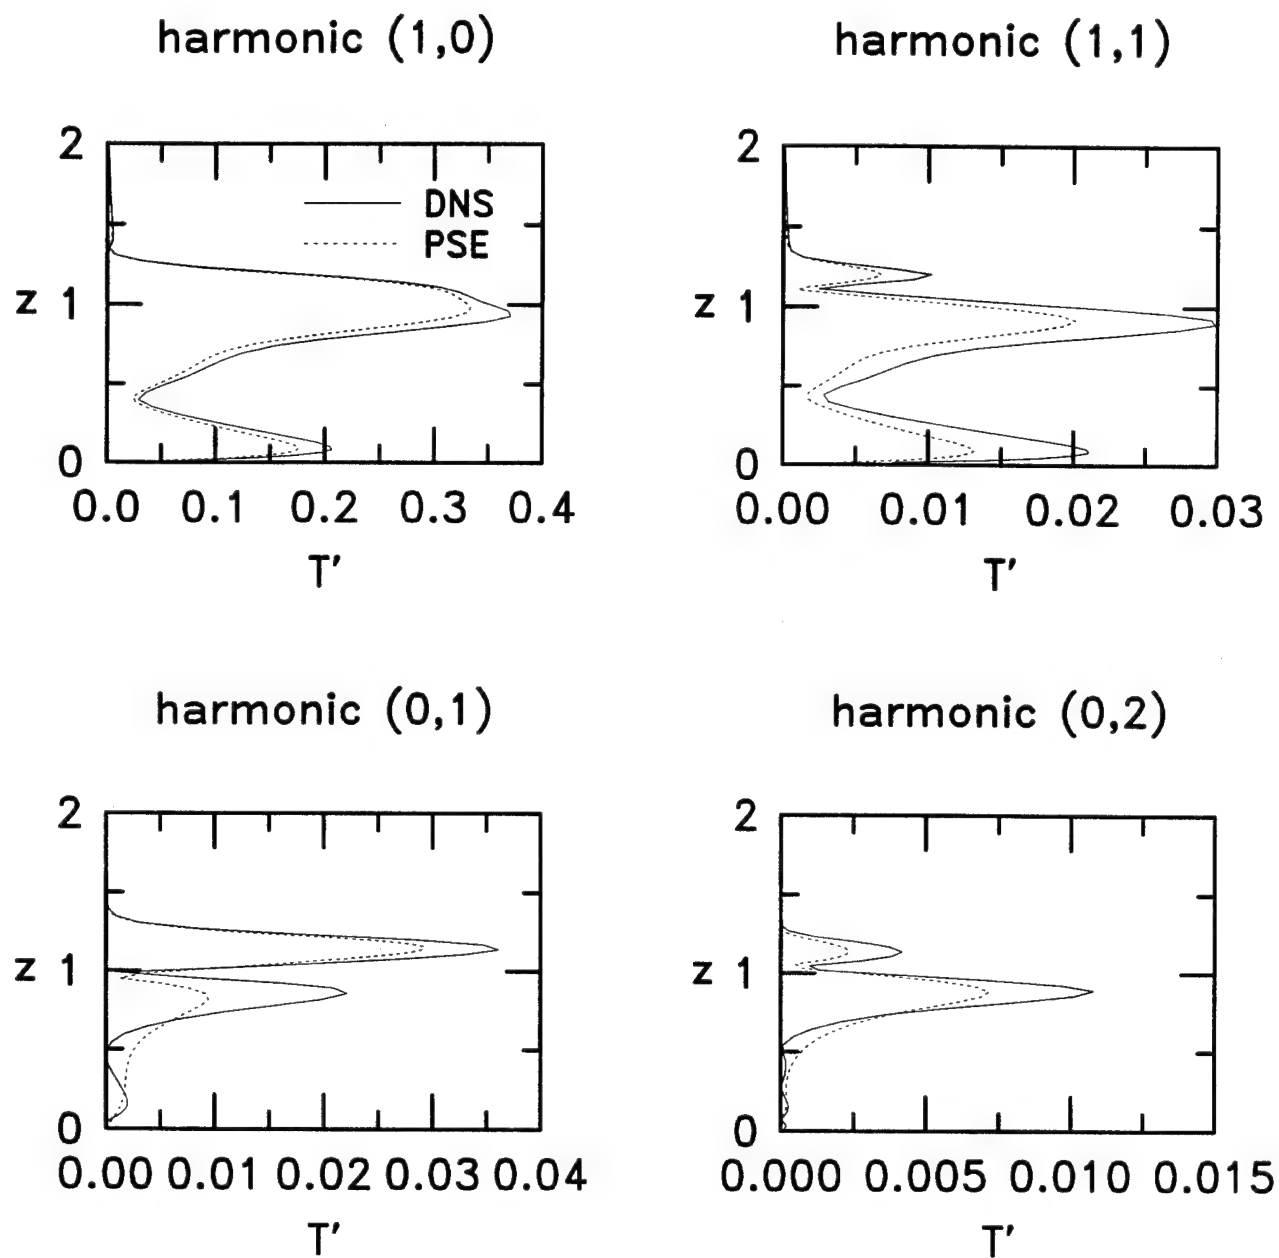 harmonic (1,0)
2
DNS
PSE
z 1
0
0.0 0.1 0.2 0.3 0.4
T'
harmonic (1,1)
2
z 1
0
0.00 0.01 0.02 0.03
T'
harmonic (0,1)
2
z 1
0
0.00 0.01 0.02 0.03 0.04
T'
harmonic (0,2)
2
z 1
0
0.000 0.005 0.010 0.015
T'